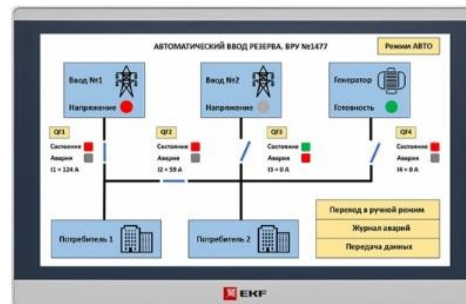 АВТОМАТИЧЕСКИЙ ВВОД РЕЗЕРВА. ВРУ №1477
Режим АВТО
Ввод №1
Напряжение
Ввод №2
Напряжение
Генератор
Готовность
QF1
Состояние
Авария
I1 = 124 А
QF2
Состояние
Авария
I2 = 59 А
QF3
Состояние
Авария
I3 = 0 А
QF4
Состояние
Авария
I4 = 0 А
Потребитель 1
Потребитель 2
Переход в ручной режим
Журнал аварий
Передача данных
EKF